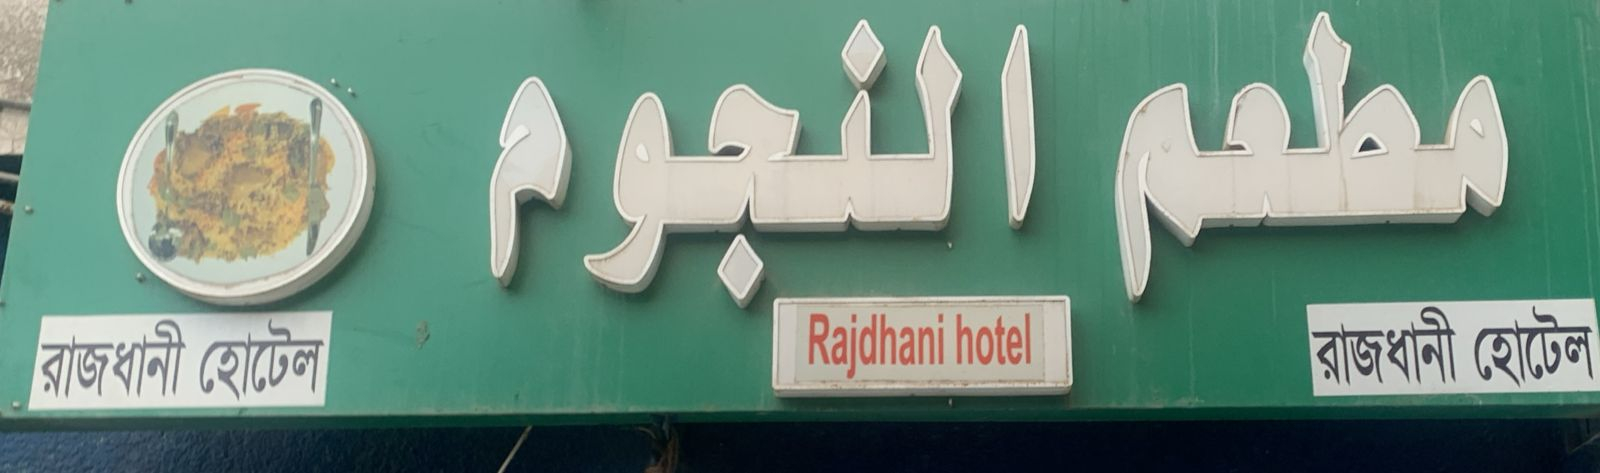 مطعم النجوم
Rajdhani hotel
রাজধানী হোটেল
রাজধানী হোটেল